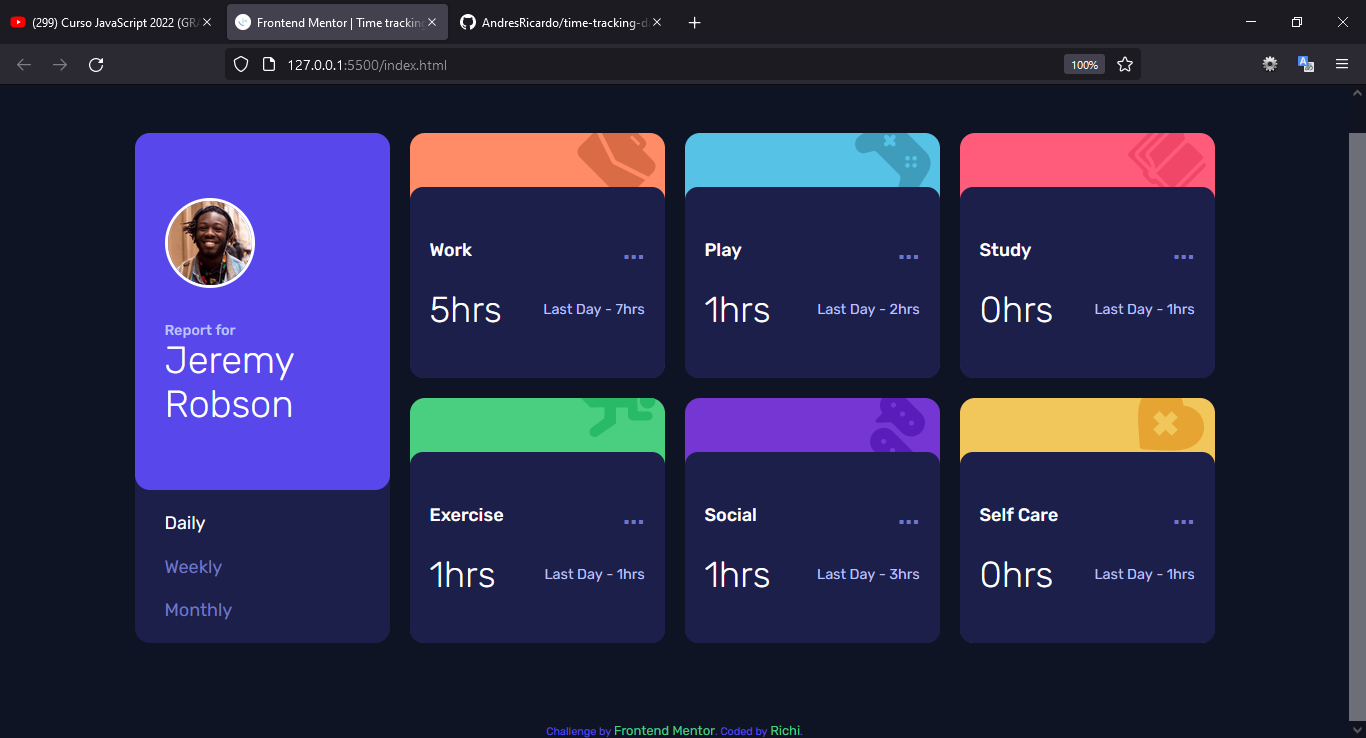 (299) Curso JavaScript 2022 (GRA
Frontend Mentor | Time tracking
AndresRicardo/time-tracking-d
127.0.0.1:5500/index.html
100%
Report for
Jeremy
Robson
Daily
Weekly
Monthly
Work
...
5hrs
Last Day - 7hrs
Play
...
1hrs
Last Day - 2hrs
Study
...
0hrs
Last Day - 1hrs
Exercise
...
1hrs
Last Day - 1hrs
Social
...
1hrs
Last Day - 3hrs
Self Care
...
0hrs
Last Day - 1hrs
Challenge by Frontend Mentor. Coded by Richi.